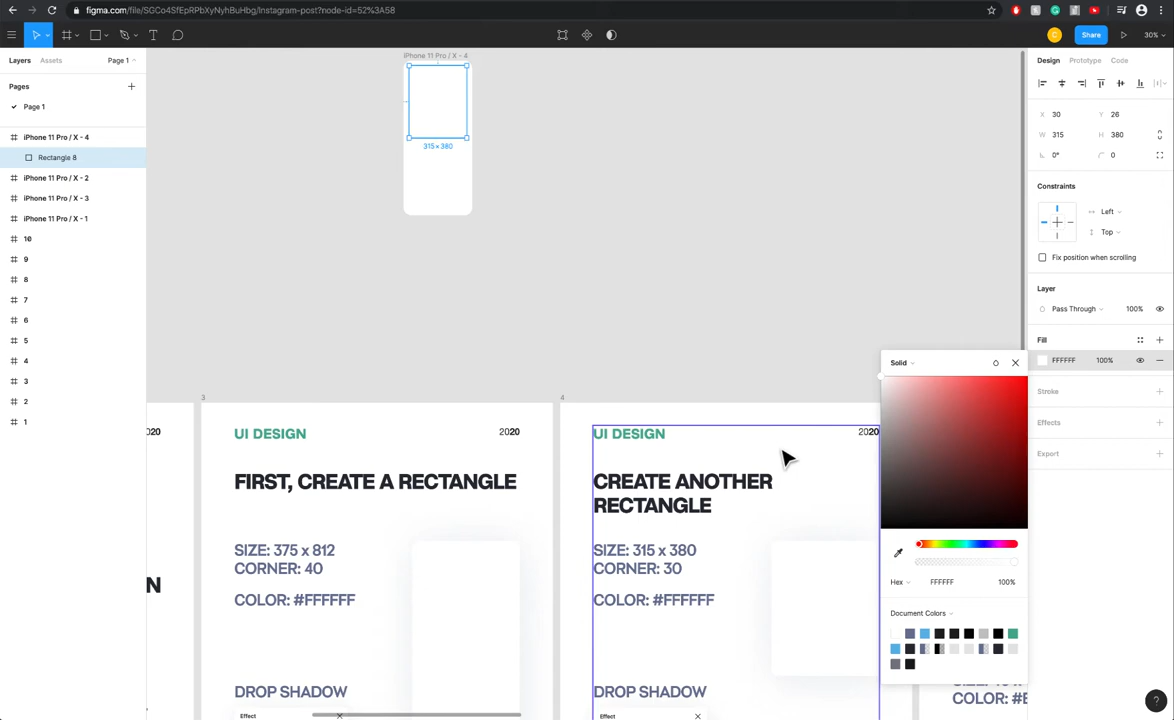 figma.com/file/SGCo4SfEpRPbXyNyhBuHbg/Instagram-post?node-id=52%3A58
C
Share
30%
Layers
Assets
Page 1
Pages
Page 1
iPhone 11 Pro / X - 4
Rectangle 8
iPhone 11 Pro / X - 2
iPhone 11 Pro / X - 3
iPhone 11 Pro / X - 1
10
9
8
7
6
5
4
3
2
1
iPhone 11 Pro / X - 4
315 × 380
20
N
3
UI DESIGN
2020
FIRST, CREATE A RECTANGLE
SIZE: 375 x 812
CORNER: 40
COLOR: #FFFFFF
DROP SHADOW
Effect
4
UI DESIGN
2020
CREATE ANOTHER
RECTANGLE
SIZE: 315 x 380
CORNER: 30
COLOR: #FFFFFF
DROP SHADOW
Effect
COLOR: #E
Solid
Hex
FFFFFF
100%
Document Colors
Design
Prototype
Code
X 30
Y 26
W 315
H 380
0°
0
Constraints
Left
Top
Fix position when scrolling
Layer
Pass Through
100%
Fill
FFFFFF
100%
Stroke
Effects
Export
?